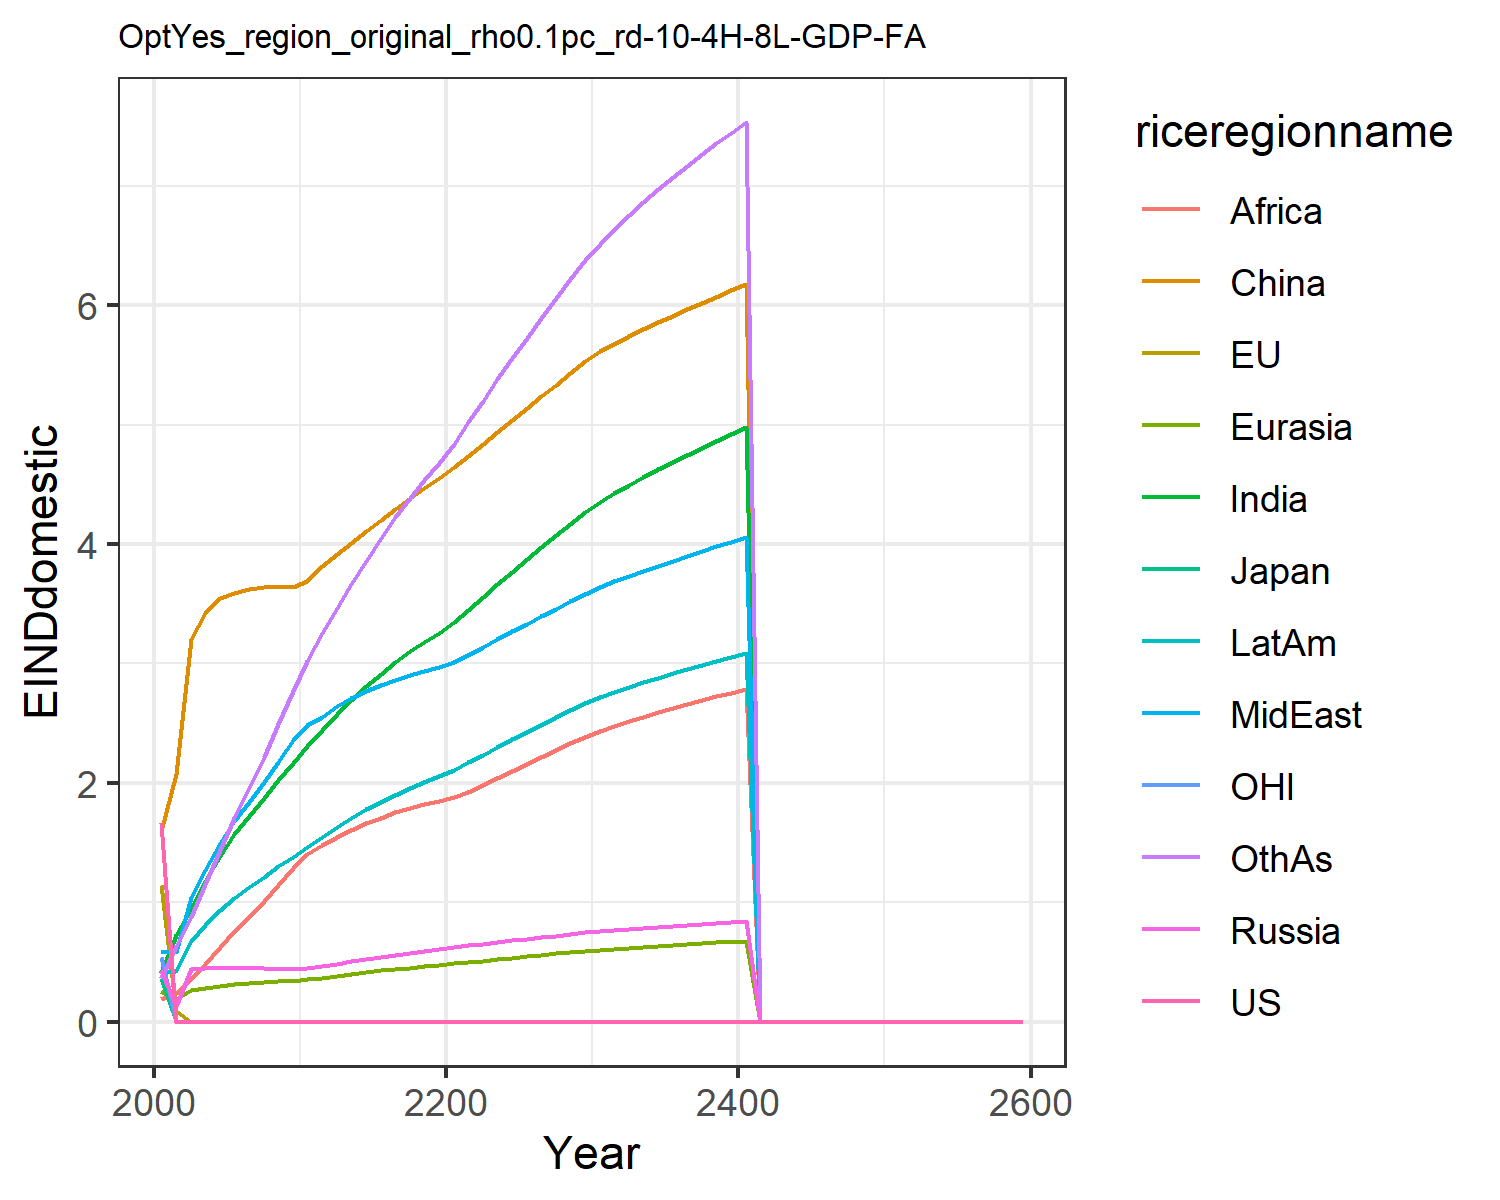 OptYes_region_original_rho0.1pc_rd-10-4H-8L-GDP-FA
EINDdomestic
6
4
2
0
2000 2200 2400 2600
Year
riceregionname
Africa
China
EU
Eurasia
India
Japan
LatAm
MidEast
OHI
OthAs
Russia
US